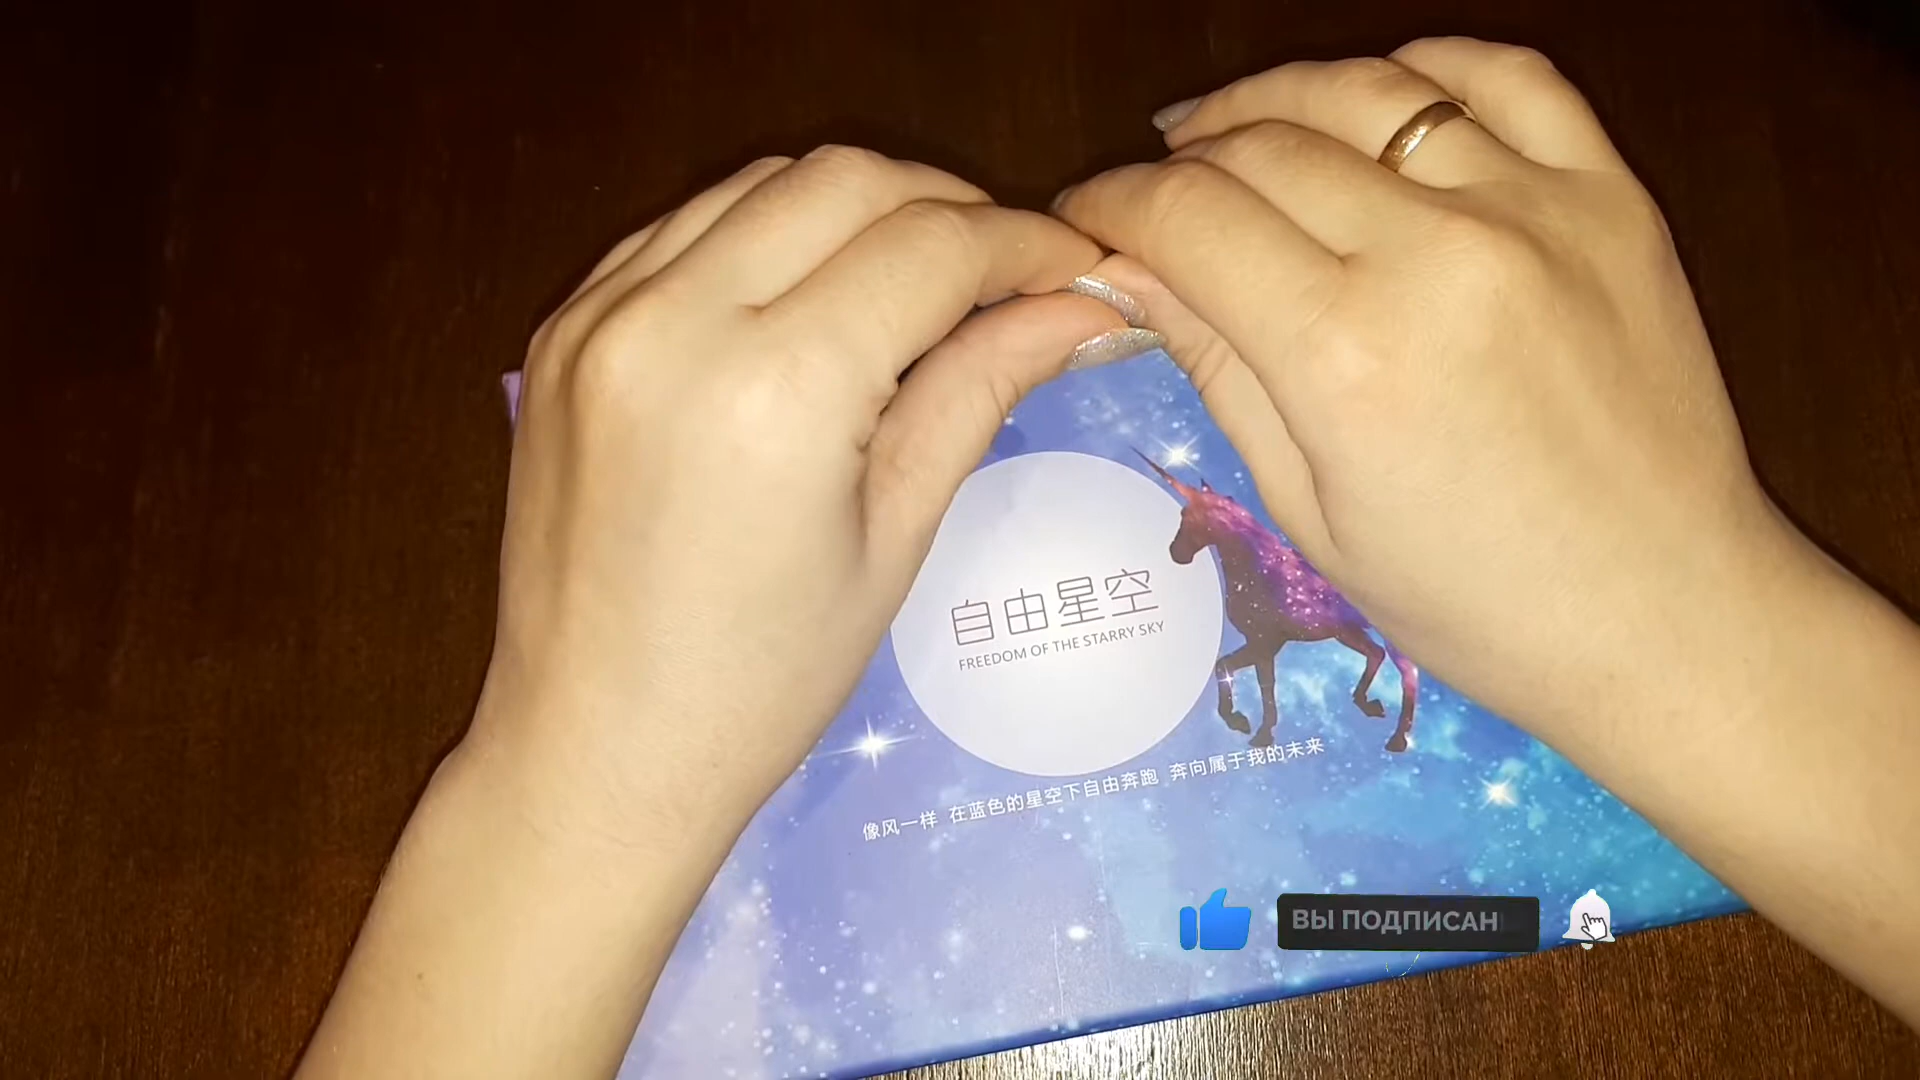 自由星空
FREEDOM OF THE STARRY SKY
像风一样 在蓝色的星空下自由奔跑 奔向属于我的未来
ВЫ ПОДПИСАН